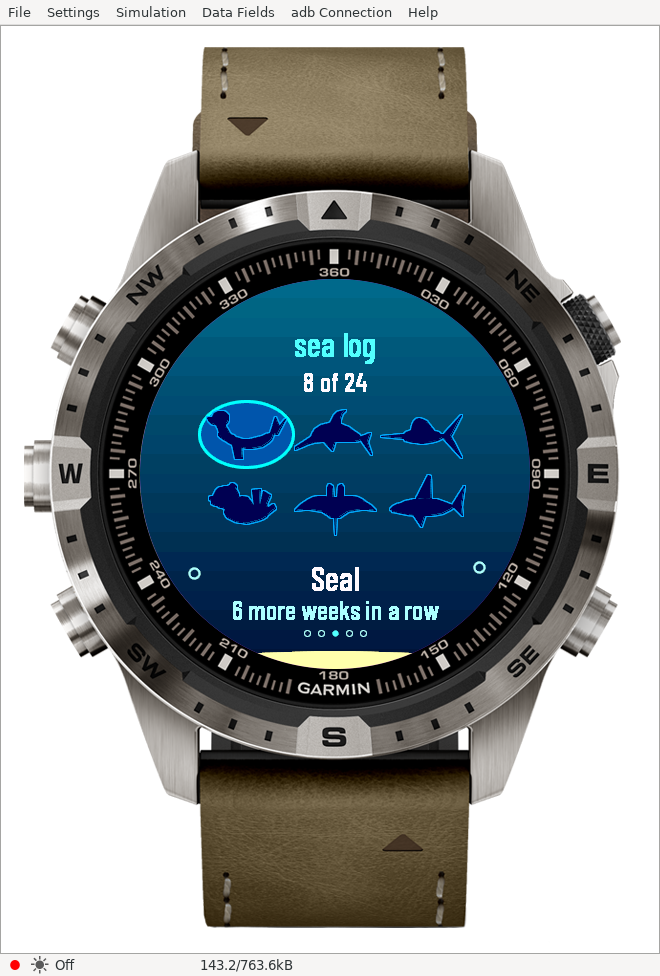 File Settings Simulation Data Fields adb Connection Help
360
330 030
NW NE
300 060
sea log
8 of 24
W 270 090 E
Seal
6 more weeks in a row
240 120
210 150
SW SE
180
GARMIN
S
Off 143.2/763.6kB